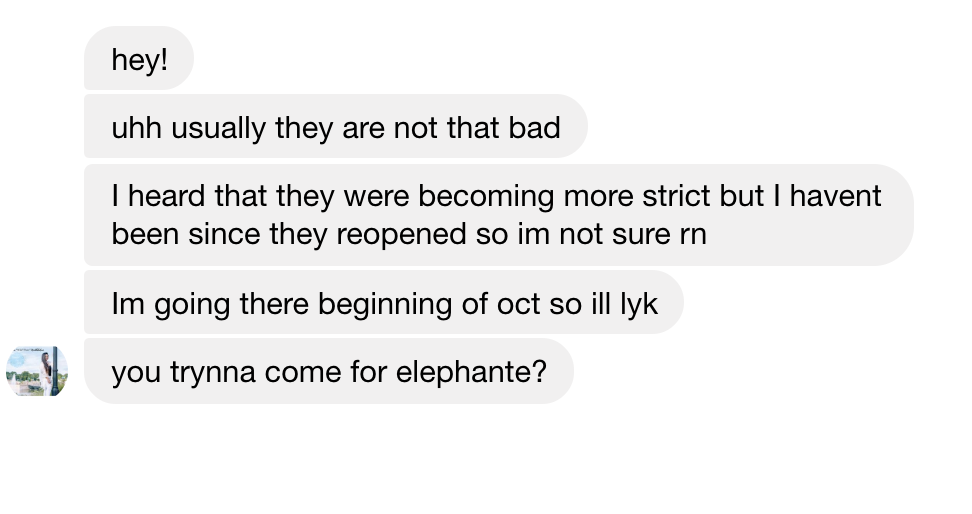 hey!
uhh usually they are not that bad
I heard that they were becoming more strict but I havent
been since they reopened so im not sure rn
Im going there beginning of oct so ill lyk
you trynna come for elephante?